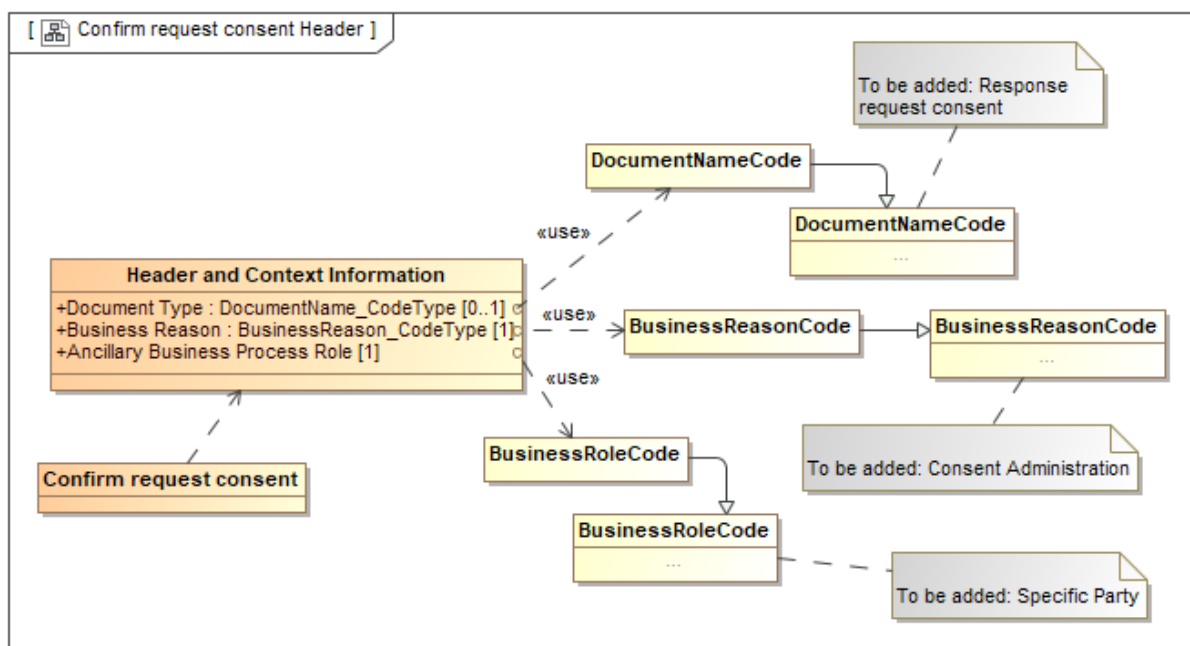 [ Confirm request consent Header ]
To be added: Response
request consent
DocumentNameCode
DocumentNameCode
...
«use»
Header and Context Information
+Document Type : DocumentName_CodeType [0..1]
+Business Reason : BusinessReason_CodeType [1]
+Ancillary Business Process Role [1]
«use»
BusinessReasonCode
BusinessReasonCode
...
«use»
To be added: Consent Administration
BusinessRoleCode
Confirm request consent
BusinessRoleCode
...
To be added: Specific Party